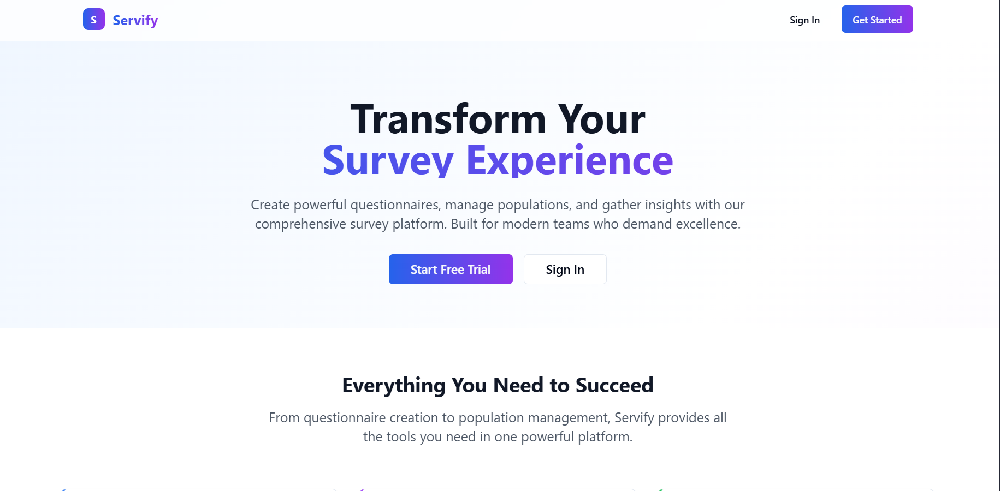 S Servify
Sign In
Get Started
Transform Your
Survey Experience
Create powerful questionnaires, manage populations, and gather insights with our
comprehensive survey platform. Built for modern teams who demand excellence.
Start Free Trial
Sign In
Everything You Need to Succeed
From questionnaire creation to population management, Servify provides all
the tools you need in one powerful platform.